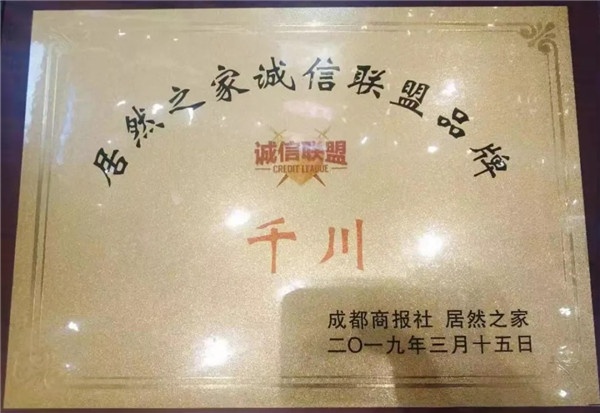 居然之家诚信联盟品牌
诚信联盟
CREDIT LEAGUE
千川
成都商报社 居然之家
二〇一九年三月十五日